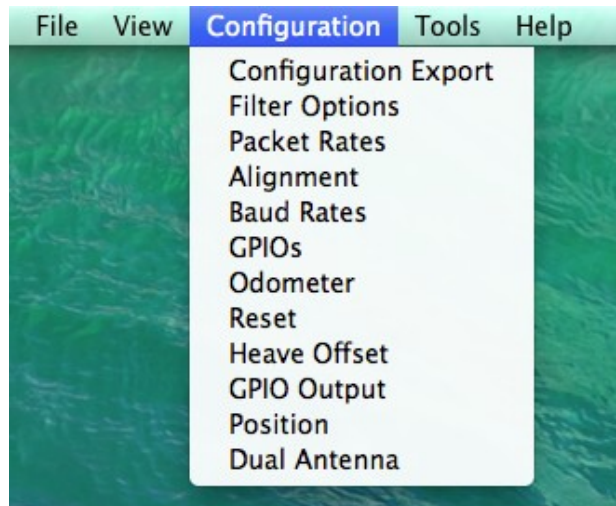 File View Configuration Tools Help
Configuration Export
Filter Options
Packet Rates
Alignment
Baud Rates
GPIOs
Odometer
Reset
Heave Offset
GPIO Output
Position
Dual Antenna